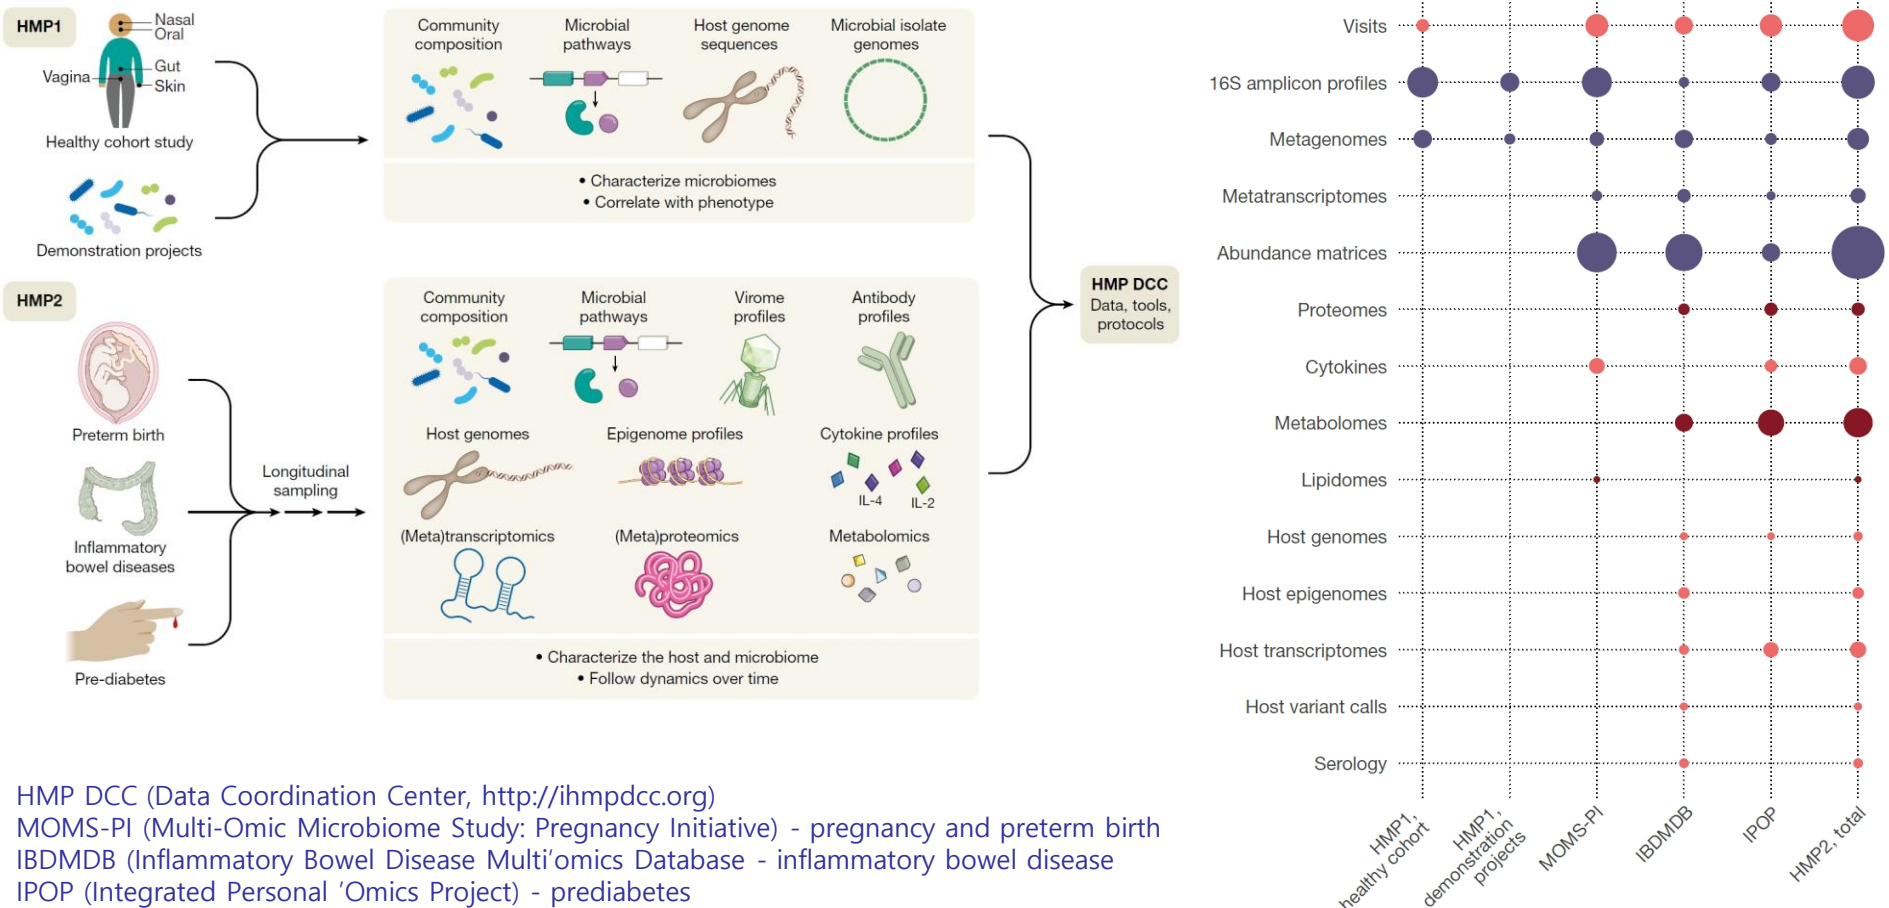 HMP1
Nasal
Oral
Gut
Vagina
Skin
Healthy cohort study
Demonstration projects
Community
composition
Microbial
pathways
Host genome
sequences
Microbial isolate
genomes
• Characterize microbiomes
• Correlate with phenotype
HMP2
Preterm birth
Inflammatory
bowel diseases
Pre-diabetes
Longitudinal
sampling
Community
composition
Microbial
pathways
Virome
profiles
Antibody
profiles
Host genomes
Epigenome profiles
Cytokine profiles
IL-4
IL-2
(Meta)transcriptomics
(Meta)proteomics
Metabolomics
• Characterize the host and microbiome
• Follow dynamics over time
HMP DCC
Data, tools,
protocols
Visits
16S amplicon profiles
Metagenomes
Metatranscriptomes
Abundance matrices
Proteomes
Cytokines
Metabolomes
Lipidomes
Host genomes
Host epigenomes
Host transcriptomes
Host variant calls
Serology
HMP1,
healthy cohort
HMP1,
demonstration
projects
MOMS-PI
IBDMDB
IPOP
HMP2, total
HMP DCC (Data Coordination Center, http://ihmpdcc.org)
MOMS-PI (Multi-Omic Microbiome Study: Pregnancy Initiative) - pregnancy and preterm birth
IBDMDB (Inflammatory Bowel Disease Multi’omics Database - inflammatory bowel disease
IPOP (Integrated Personal ’Omics Project) - prediabetes